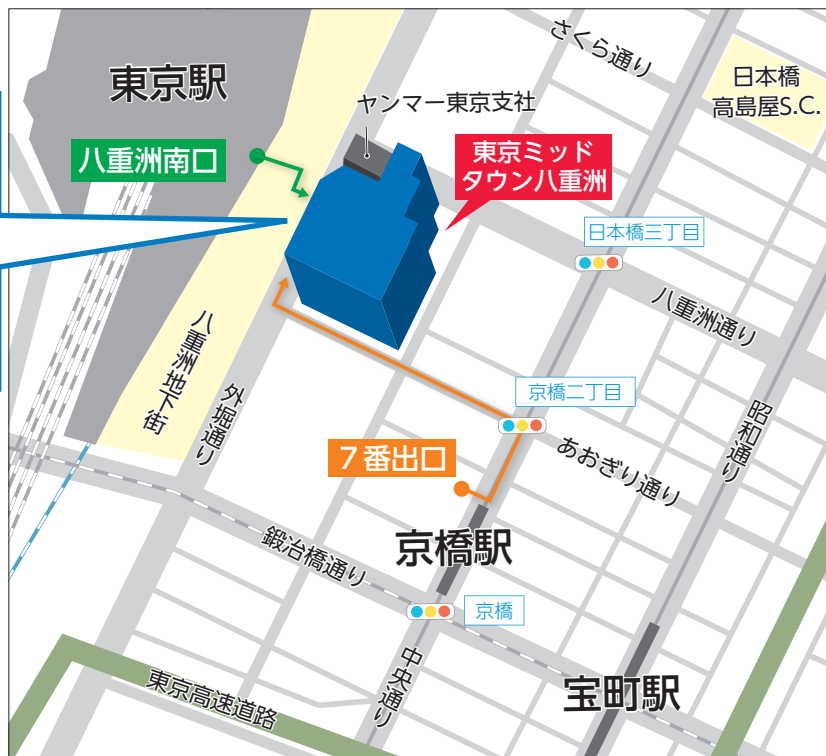 さくら通り
東京駅
日本橋
高島屋S.C.
ヤンマー東京支社
八重洲南口
東京ミッド
タウン八重洲
日本橋三丁目
八重洲通り
八重洲地下街
外堀通り
京橋二丁目
昭和通り
あおぎり通り
7番出口
京橋駅
鍛冶橋通り
京橋
中央通り
宝町駅
東京高速道路